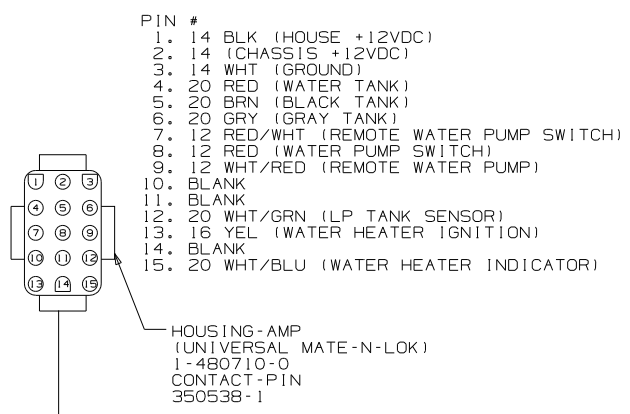 PIN #
1. 14 BLK (HOUSE +12VDC)
2. 14 (CHASSIS +12VDC)
3. 14 WHT (GROUND)
4. 20 RED (WATER TANK)
5. 20 BRN (BLACK TANK)
6. 20 GRY (GRAY TANK)
7. 12 RED/WHT (REMOTE WATER PUMP SWITCH)
8. 12 RED (WATER PUMP SWITCH)
9. 12 WHT/RED (REMOTE WATER PUMP)
10. BLANK
11. BLANK
12. 20 WHT/GRN (LP TANK SENSOR)
13. 16 YEL (WATER HEATER IGNITION)
14. BLANK
15. 20 WHT/BLU (WATER HEATER INDICATOR)
1 2 3
4 5 6
7 8 9
10 11 12
13 14 15
HOUSING-AMP
(UNIVERSAL MATE-N-LOK)
1-480710-0
CONTACT-PIN
350538-1